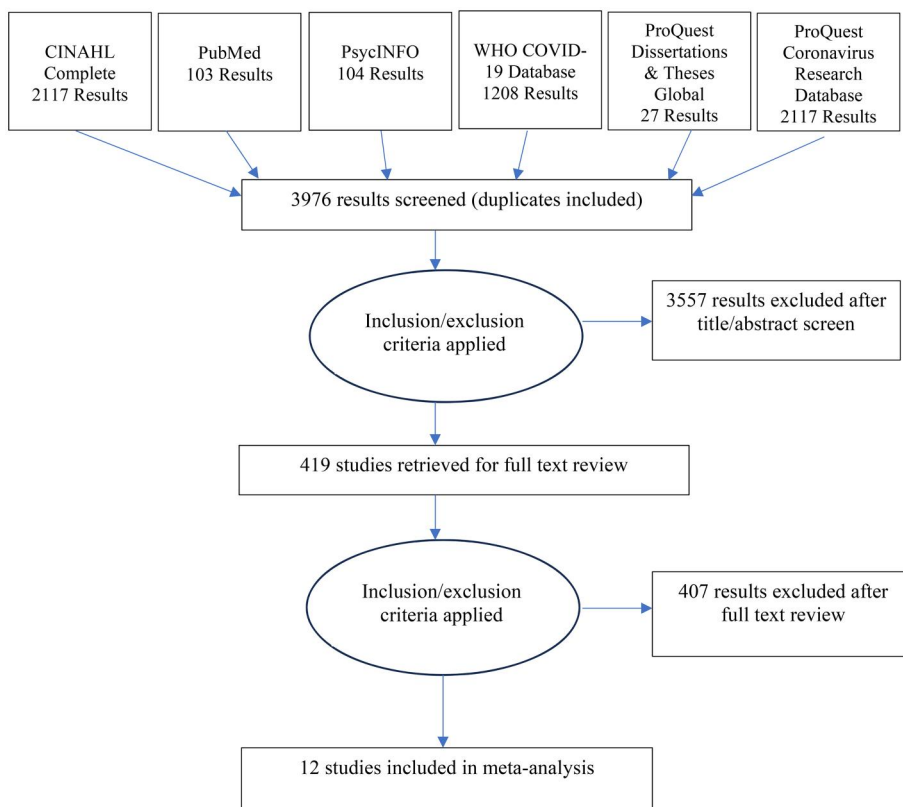 CINAHL
Complete
2117 Results
PubMed
103 Results
PsycINFO
104 Results
WHO COVID-
19 Database
1208 Results
ProQuest
Dissertations
& Theses
Global
27 Results
ProQuest
Coronavirus
Research
Database
2117 Results
3976 results screened (duplicates included)
Inclusion/exclusion
criteria applied
3557 results excluded after
title/abstract screen
419 studies retrieved for full text review
Inclusion/exclusion
criteria applied
407 results excluded after
full text review
12 studies included in meta-analysis